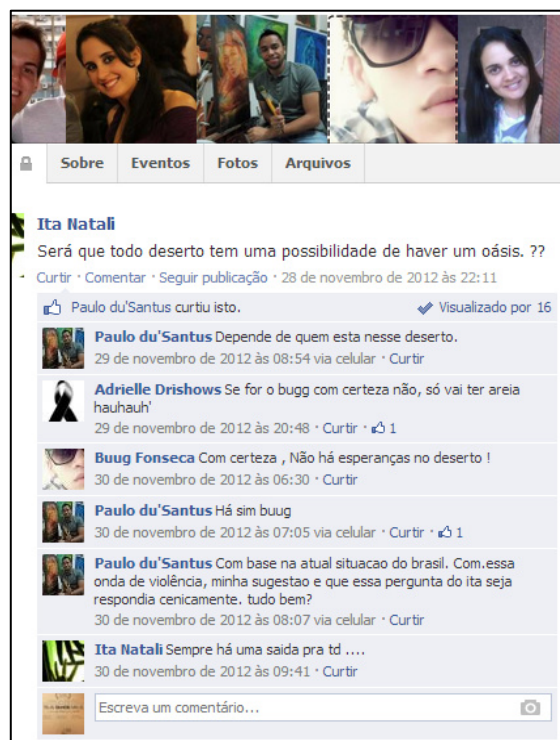 Sobre Eventos Fotos Arquivos
Ita Natali
Será que todo deserto tem uma possibilidade de haver um oásis. ??
Curtir · Comentar · Seguir publicação · 28 de novembro de 2012 às 22:11
Paulo du'Santus curtiu isto. Visualizado por 16
Paulo du'Santus Depende de quem esta nesse deserto.
29 de novembro de 2012 às 08:54 via celular · Curtir
Adrielle Drishows Se for o bugg com certeza não, só vai ter areia
hauhauh'
29 de novembro de 2012 às 20:48 · Curtir · 1
Buug Fonseca Com certeza , Não há esperanças no deserto !
30 de novembro de 2012 às 06:30 · Curtir
Paulo du'Santus Há sim buug
30 de novembro de 2012 às 07:05 via celular · Curtir · 1
Paulo du'Santus Com base na atual situacao do brasil. Com.essa
onda de violência, minha sugestao e que essa pergunta do ita seja
respondia cenicamente. tudo bem?
30 de novembro de 2012 às 08:07 via celular · Curtir
Ita Natali Sempre há uma saida pra td ....
30 de novembro de 2012 às 09:41 · Curtir
Escreva um comentário...